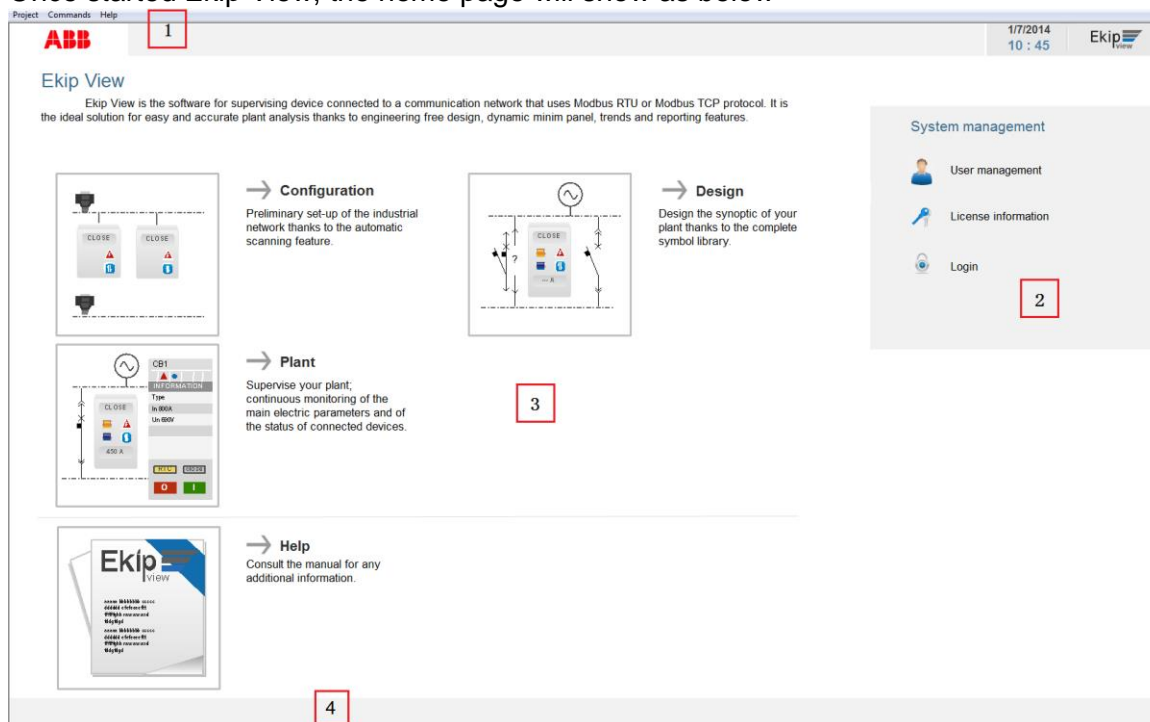 Once started Ekip View, the home page will show as below
Project Commands Help
1
ABB
1/7/2014
10 : 45
Ekip
view
Ekip View
Ekip View is the software for supervising device connected to a communication network that uses Modbus RTU or Modbus TCP protocol. It is
the ideal solution for easy and accurate plant analysis thanks to engineering free design, dynamic minim panel, trends and reporting features.
System management
User management
License information
Login
2
CLOSE CLOSE
Configuration
Preliminary set-up of the industrial
network thanks to the automatic
scanning feature.
?
CLOSE
--- A
Design
Design the synoptic of your
plant thanks to the complete
symbol library.
CLOSE
450 A
CB1
INFORMATION
Type
In 800A
Un 690V
O I
Plant
Supervise your plant;
continuous monitoring of the
main electric parameters and of
the status of connected devices.
3
Ekip
view
Help
Consult the manual for any
additional information.
4